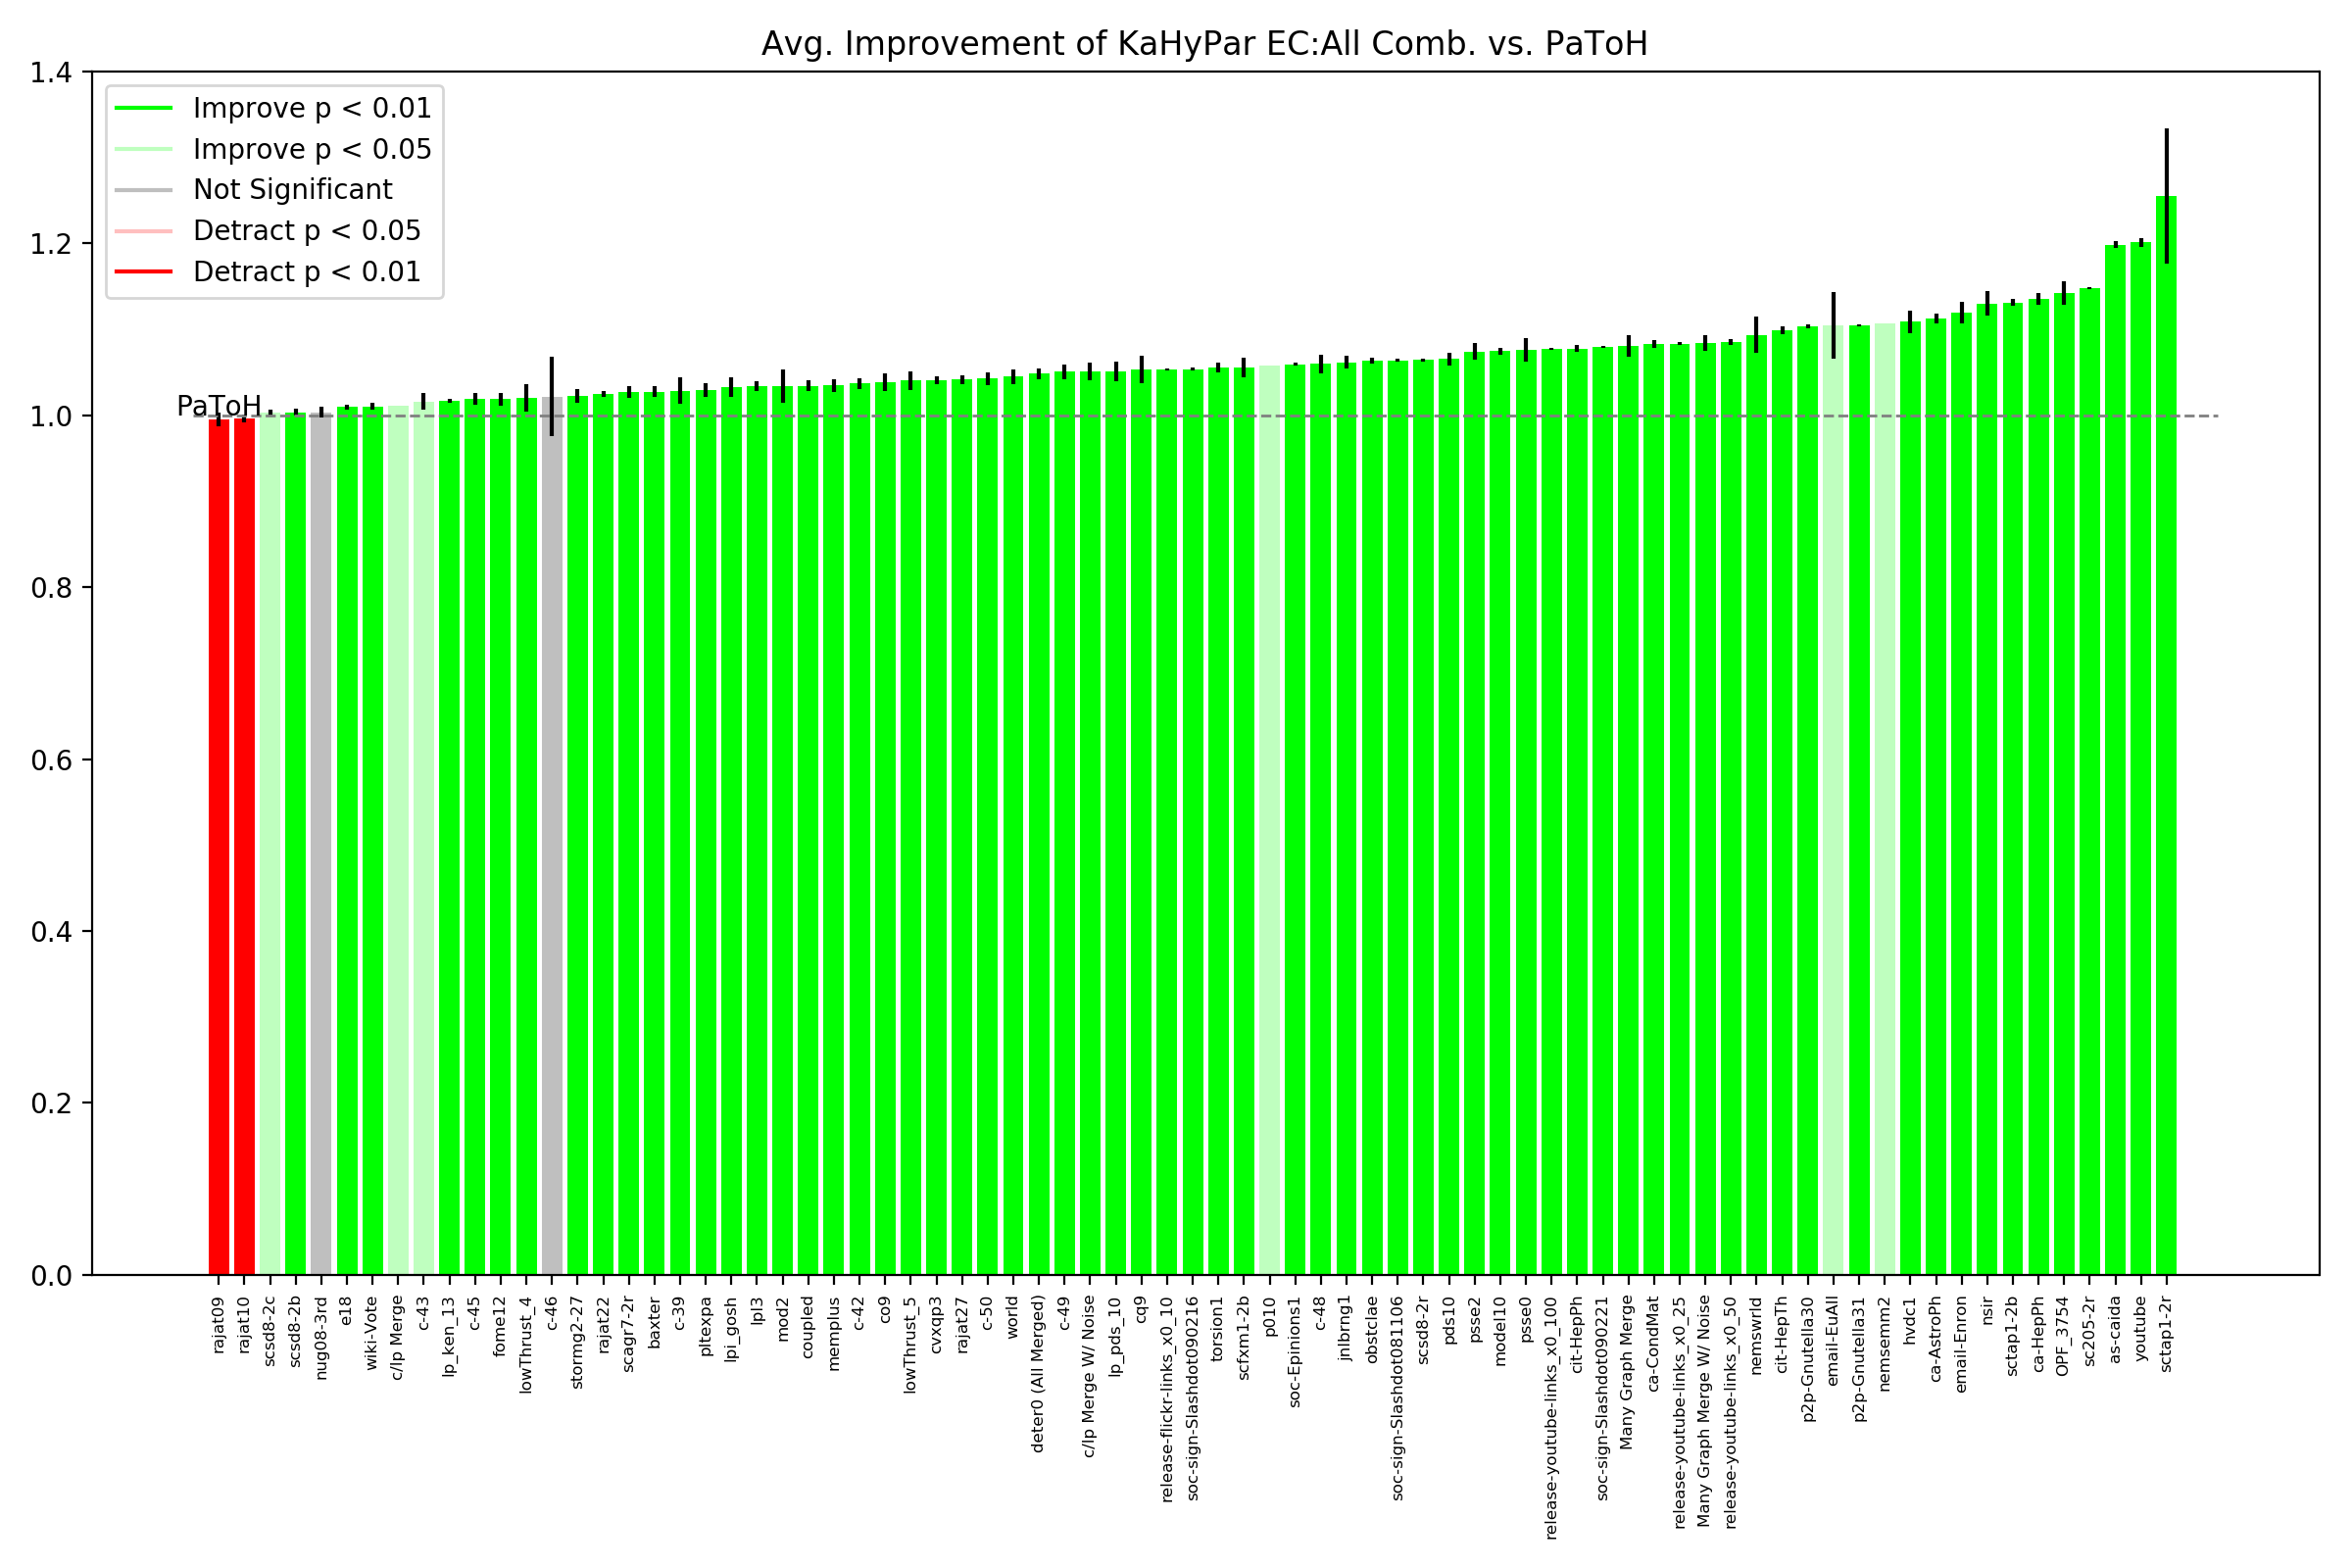 Avg. Improvement of KaHyPar EC:All Comb. vs. PaToH
1.4
1.2
1.0
0.8
0.6
0.4
0.2
0.0
Improve p < 0.01
Improve p < 0.05
Not Significant
Detract p < 0.05
Detract p < 0.01
PaToH
rajat09
rajat10
scsd8-2c
scsd8-2b
nug08-3rd
e18
wiki-Vote
c/lp Merge
c-43
lp_ken_13
c-45
fome12
lowThrust_4
c-46
stormg2-27
rajat22
scagr7-2r
baxter
c-39
pltexpa
lpi_gosh
lpl3
mod2
coupled
memplus
c-42
co9
lowThrust_5
cvxqp3
rajat27
c-50
world
deter0 (All Merged)
c-49
c/lp Merge W/ Noise
lp_pds_10
cq9
release-flickr-links_x0_10
soc-sign-Slashdot090216
torsion1
scfxm1-2b
p010
soc-Epinions1
c-48
jnlbrng1
obstclae
soc-sign-Slashdot081106
scsd8-2r
pds10
psse2
model10
psse0
release-youtube-links_x0_100
cit-HepPh
soc-sign-Slashdot090221
Many Graph Merge
ca-CondMat
release-youtube-links_x0_25
Many Graph Merge W/ Noise
release-youtube-links_x0_50
nemswrld
cit-HepTh
p2p-Gnutella30
email-EuAll
p2p-Gnutella31
nemsemm2
hvdc1
ca-AstroPh
email-Enron
nsir
sctap1-2b
ca-HepPh
OPF_3754
sc205-2r
as-caida
youtube
sctap1-2r